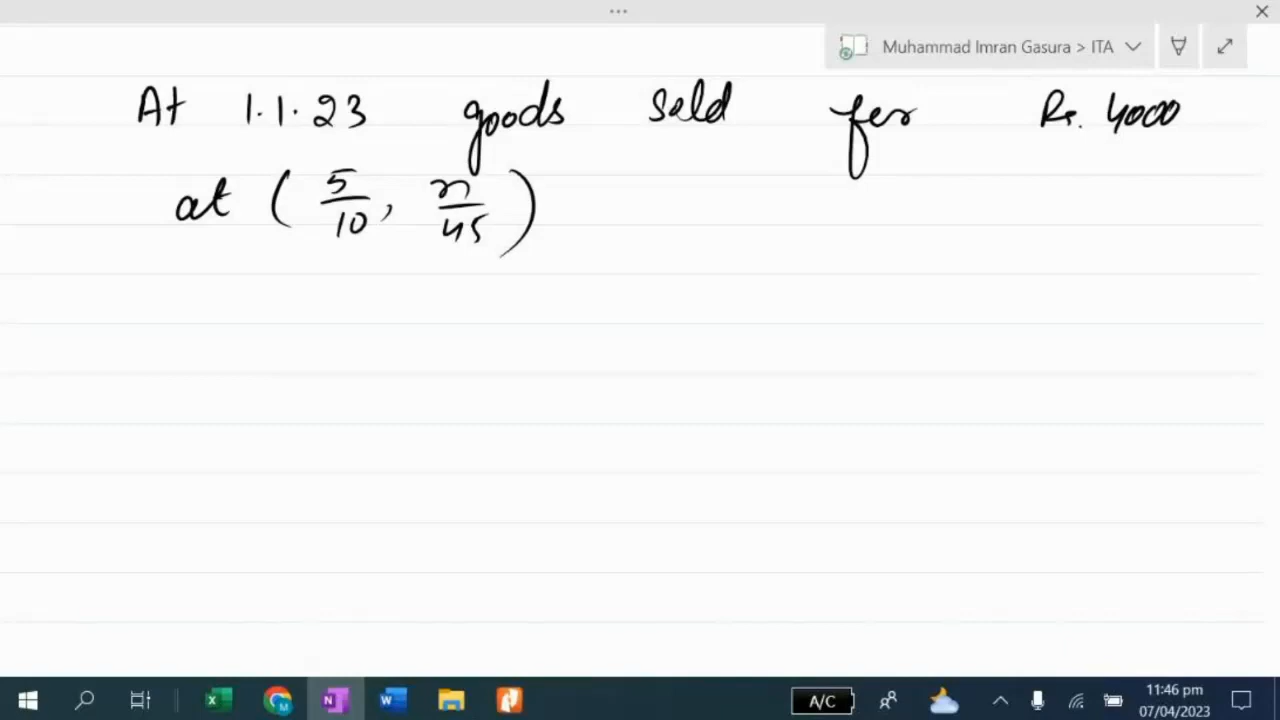 Muhammad Imran Gasura > ITA
At 1.1.23 goods sold for Rs. 4000
at ( 5/10, n/45 )
A/C
11:46 pm
07/04/2023